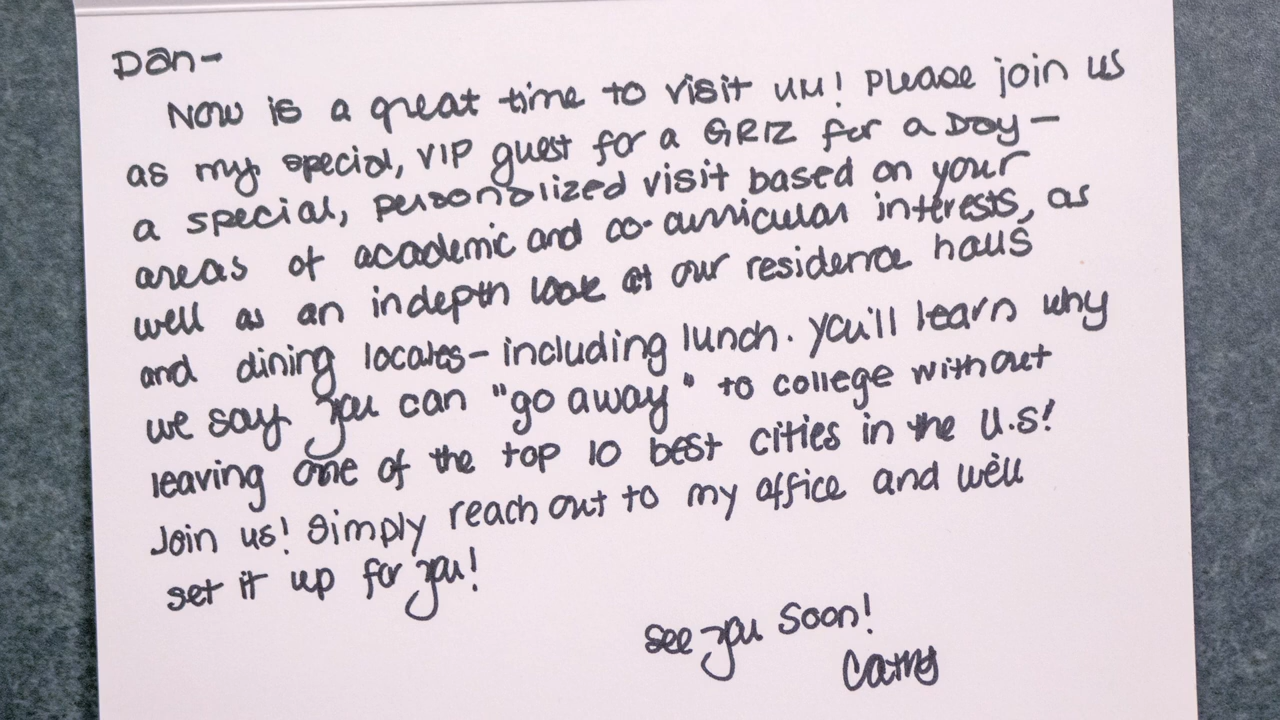 Dan-
Now is a great time to visit UM! Please join us
as my special, VIP guest for a GRIZ for a Day-
a special, personalized visit based on your
areas of academic and co-curricular interests, as
well as an indepth look at our residence halls
and dining locales- including lunch. You'll learn why
we say you can "go away" to college without
leaving one of the top 10 best cities in the U.S!
Join us! Simply reach out to my office and we'll
set it up for you!
See you soon!
Cathy